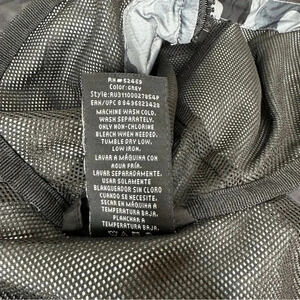 RN# 52469
Color:GREY
Style:RU3110002785AP
MACHINE WASH COLD.
WASH SEPARATELY.
ONLY NON-CHLORINE
BLEACH WHEN NEEDED.
TUMBLE DRY LOW.
LOW IRON.
LAVAR A MÁQUINA CON
AGUA FRÍA.
LAVAR SEPARADAMENTE.
USAR SOLAMENTE
BLANQUEADOR SIN CLORO
CUANDO SE NECESITE.
SECAR EN MÁQUINA A
TEMPERATURA BAJA.
PLANCHAR A
TEMPERATURA BAJA.